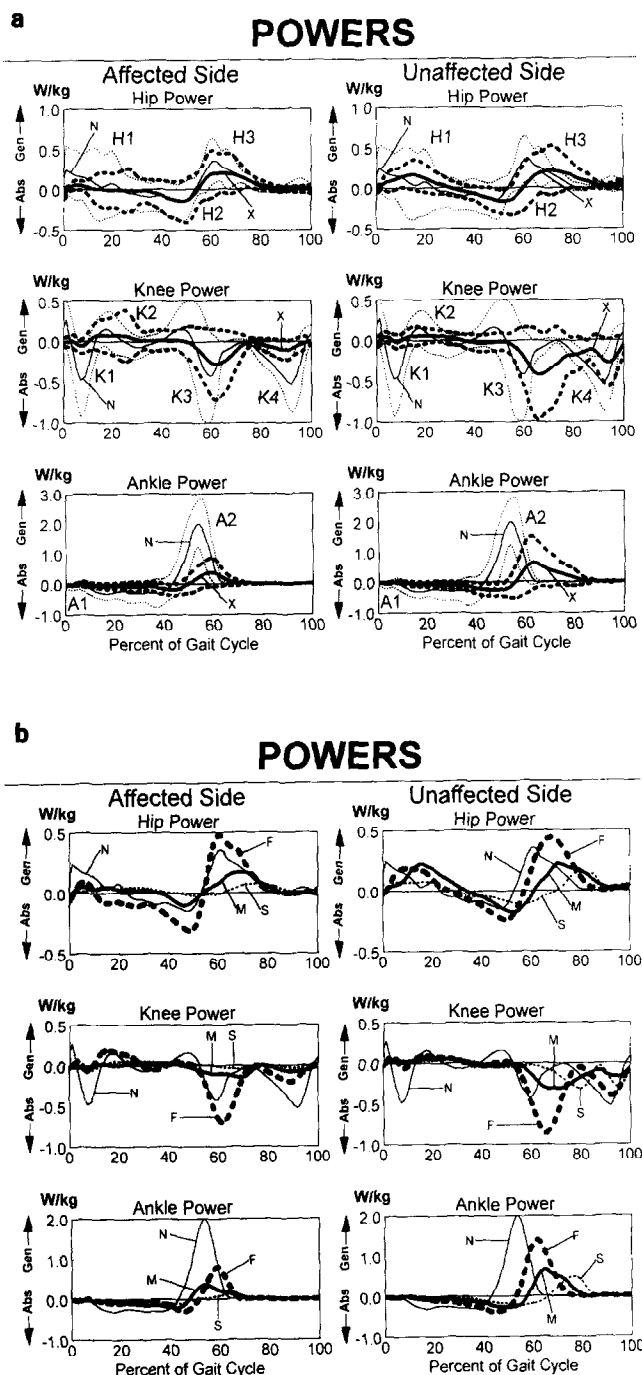 a
POWERS
Affected Side
Unaffected Side
W/kg
Hip Power
Hip Power
1.0
0.5
0.0
-0.5
Gen
Abs
N
H1
H3
H2
X
0 20 40 60 80 100
1.0
0.5
0.0
-0.5
N
H1
H3
H2
X
0 20 40 60 80 100
Knee Power
Knee Power
0.5
0.0
-0.5
-1.0
Gen
Abs
K2
X
K1
N
K3
K4
0 20 40 60 80 100
0.5
0.0
-0.5
-1.0
K2
X
K1
N
K3
K4
0 20 40 60 80 100
W/kg
Ankle Power
W/kg
Ankle Power
3.0
2.0
1.0
0.0
-1.0
Gen
Abs
N
A2
A1
X
0 20 40 60 80 100
Percent of Gait Cycle
3.0
2.0
1.0
0.0
-1.0
Gen
Abs
N
A2
A1
X
0 20 40 60 80 100
Percent of Gait Cycle
b
POWERS
Affected Side
Unaffected Side
W/kg
Hip Power
W/kg
Hip Power
0.5
0.0
-0.5
Gen
Abs
N
F
M
S
0 20 40 60 80 100
0.5
0.0
-0.5
Gen
Abs
N
F
M
S
0 20 40 60 80 100
W/kg
Knee Power
W/kg
Knee Power
0.5
0.0
-0.5
-1.0
Gen
Abs
M
S
N
F
0 20 40 60 80 100
0.5
0.0
-0.5
-1.0
Gen
Abs
M
N
S
F
0 20 40 60 80 100
W/kg
Ankle Power
W/kg
Ankle Power
2.0
1.0
0.0
-1.0
Gen
Abs
N
F
M
S
0 20 40 60 80 100
Percent of Gait Cycle
2.0
1.0
0.0
-1.0
Gen
Abs
N
F
S
M
0 20 40 60 80 100
Percent of Gait Cycle